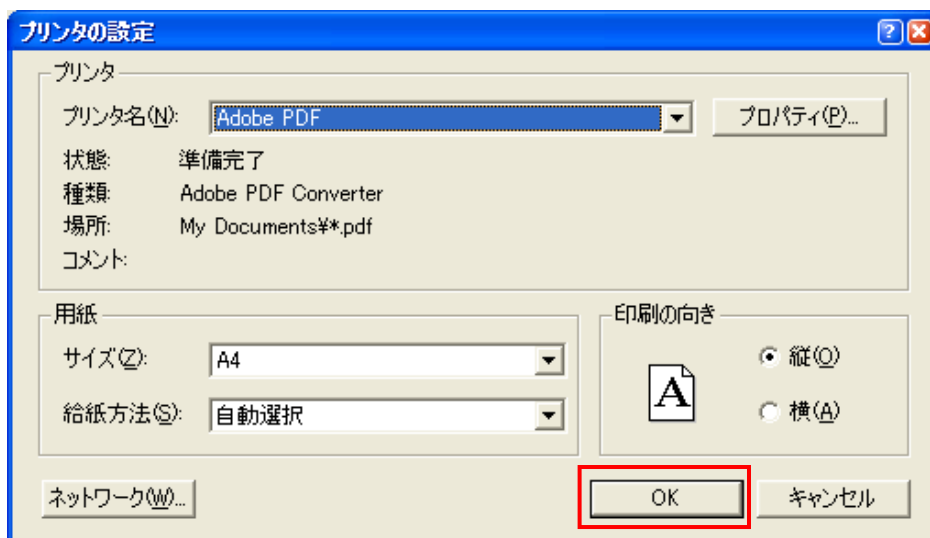 プリンタの設定
プリンタ
プリンタ名(N): Adobe PDF プロパティ(P)...
状態: 準備完了
種類: Adobe PDF Converter
場所: My Documents¥*.pdf
コメント:
用紙
サイズ(Z): A4
給紙方法(S): 自動選択
印刷の向き
A
縦(O)
横(A)
ネットワーク(W)... OK キャンセル